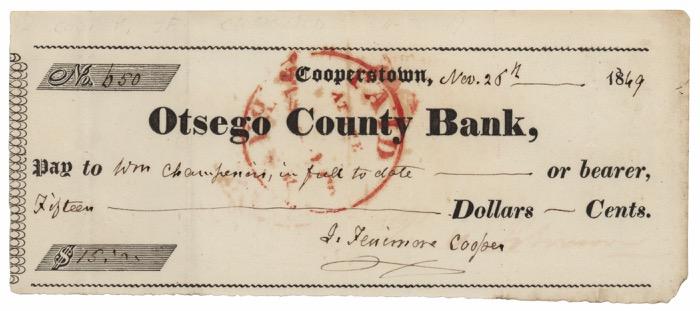 No. 650
Cooperstown, Nov. 28th 1849
Otsego County Bank,
Pay to Wm Champenois, in full to date or bearer,
Fifteen Dollars Cents.
$ 15.
J. Fenimore Cooper
PAID